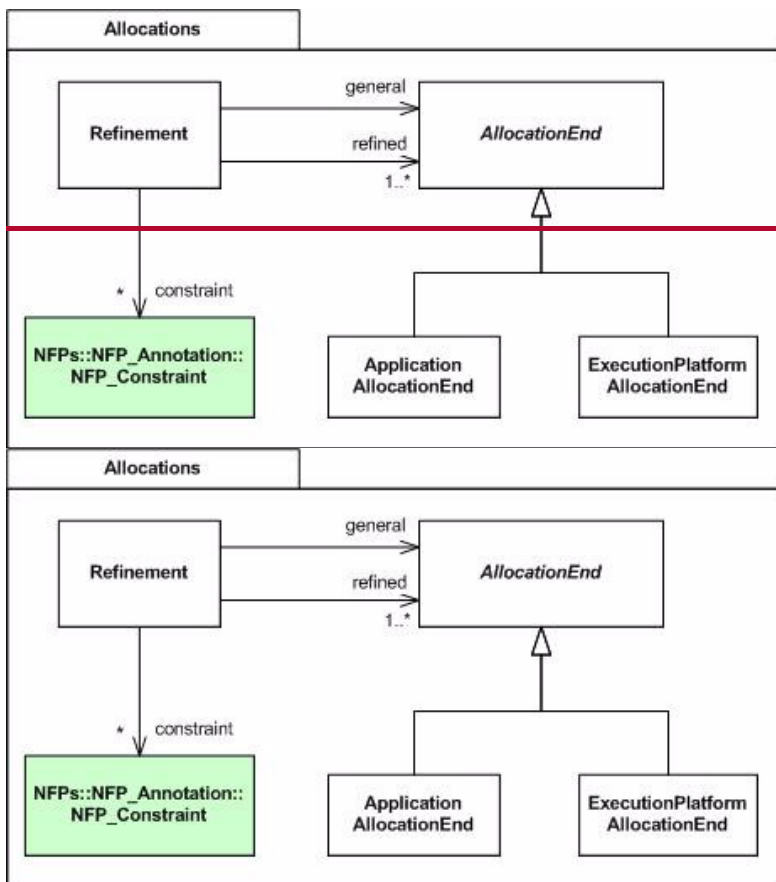 Allocations
general
Refinement
AllocationEnd
refined
1..*
* constraint
NFPs::NFP_Annotation::
NFP_Constraint
Application
AllocationEnd
ExecutionPlatform
AllocationEnd
Allocations
general
Refinement
AllocationEnd
refined
1..*
* constraint
NFPs::NFP_Annotation::
NFP_Constraint
Application
AllocationEnd
ExecutionPlatform
AllocationEnd